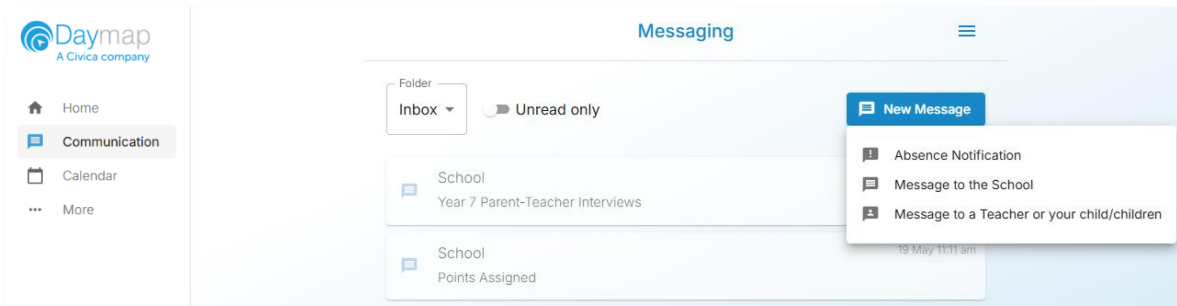 Daymap
A Civica company
Messaging
Home
Communication
Calendar
More
Folder
Inbox
Unread only
New Message
Absence Notification
Message to the School
Message to a Teacher or your child/children
School
Year 7 Parent-Teacher Interviews
School
19 May 11:11 am
Points Assigned